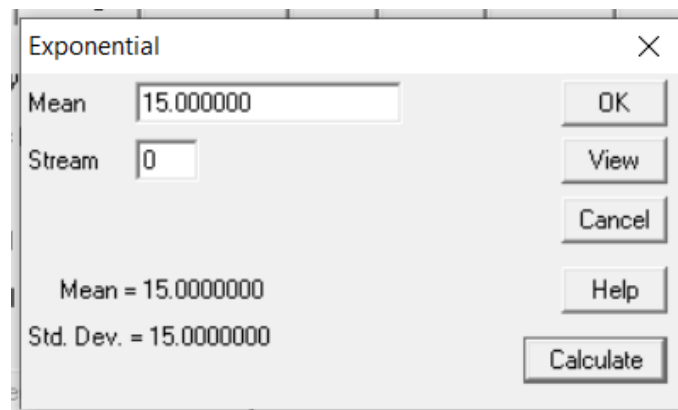 Exponential
Mean 15.000000 OK
Stream 0 View
Cancel
Mean = 15.0000000 Help
Std. Dev. = 15.0000000
Calculate